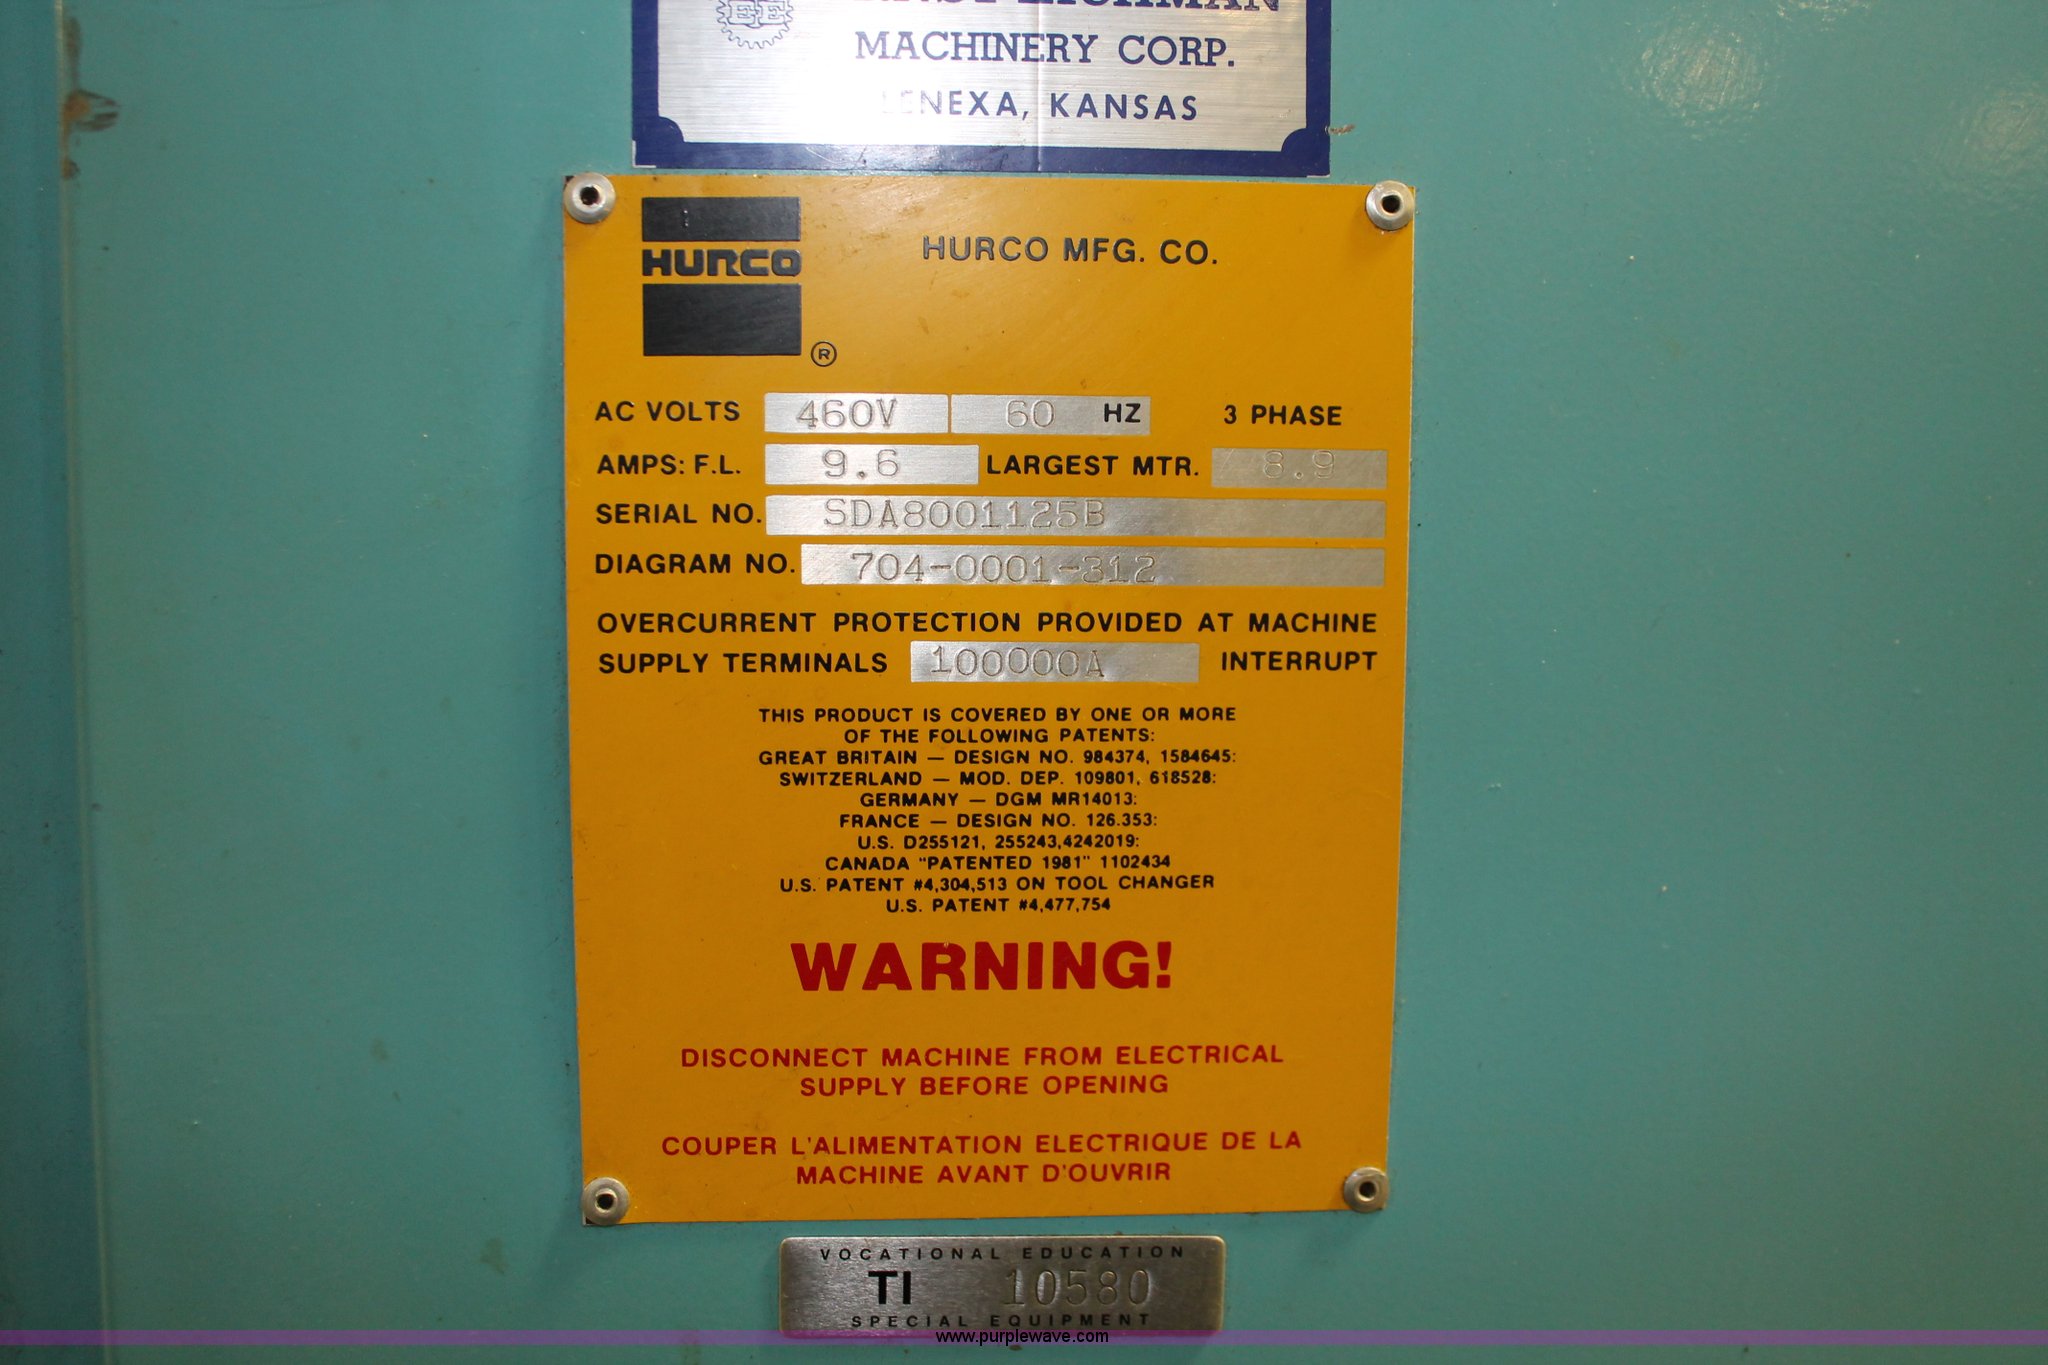 EE
MACHINERY CORP.
LENEXA, KANSAS
HURCO
HURCO MFG. CO.
®
AC VOLTS 460V 60 HZ 3 PHASE
AMPS: F.L. 9.6 LARGEST MTR. 8.9
SERIAL NO. SDA8001125B
DIAGRAM NO. 704-0001-312
OVERCURRENT PROTECTION PROVIDED AT MACHINE
SUPPLY TERMINALS 100000A INTERRUPT
THIS PRODUCT IS COVERED BY ONE OR MORE
OF THE FOLLOWING PATENTS:
GREAT BRITAIN — DESIGN NO. 984374, 1584645:
SWITZERLAND — MOD. DEP. 109801, 618528:
GERMANY — DGM MR14013:
FRANCE — DESIGN NO. 126.353:
U.S. D255121, 255243,4242019:
CANADA "PATENTED 1981" 1102434
U.S. PATENT #4,304,513 ON TOOL CHANGER
U.S. PATENT #4,477,754
WARNING!
DISCONNECT MACHINE FROM ELECTRICAL
SUPPLY BEFORE OPENING
COUPER L'ALIMENTATION ELECTRIQUE DE LA
MACHINE AVANT D'OUVRIR
VOCATIONAL EDUCATION
TI 10580
SPECIAL EQUIPMENT
www.purplewave.com